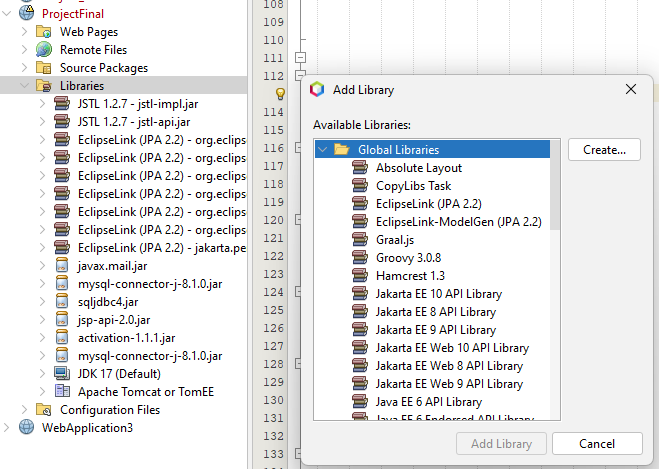 ProjectFinal
Web Pages
Remote Files
Source Packages
Libraries
JSTL 1.2.7 - jstl-impl.jar
JSTL 1.2.7 - jstl-api.jar
EclipseLink (JPA 2.2) - org.eclips
EclipseLink (JPA 2.2) - org.eclips
EclipseLink (JPA 2.2) - org.eclips
EclipseLink (JPA 2.2) - org.eclips
EclipseLink (JPA 2.2) - org.eclips
EclipseLink (JPA 2.2) - org.eclips
EclipseLink (JPA 2.2) - jakarta.pe
javax.mail.jar
mysql-connector-j-8.1.0.jar
sqljdbc4.jar
jsp-api-2.0.jar
activation-1.1.1.jar
mysql-connector-j-8.1.0.jar
JDK 17 (Default)
Apache Tomcat or TomEE
Configuration Files
WebApplication3
108
109
110
111
112
114
115
116
117
118
119
120
121
122
123
124
125
126
127
128
129
130
131
132
133
Add Library
Available Libraries:
Global Libraries
Create...
Absolute Layout
CopyLibs Task
EclipseLink (JPA 2.2)
EclipseLink-ModelGen (JPA 2.2)
Graal.js
Groovy 3.0.8
Hamcrest 1.3
Jakarta EE 10 API Library
Jakarta EE 8 API Library
Jakarta EE 9 API Library
Jakarta EE Web 10 API Library
Jakarta EE Web 8 API Library
Jakarta EE Web 9 API Library
Java EE 6 API Library
Java EE 6 Endorsed API Library
Add Library
Cancel